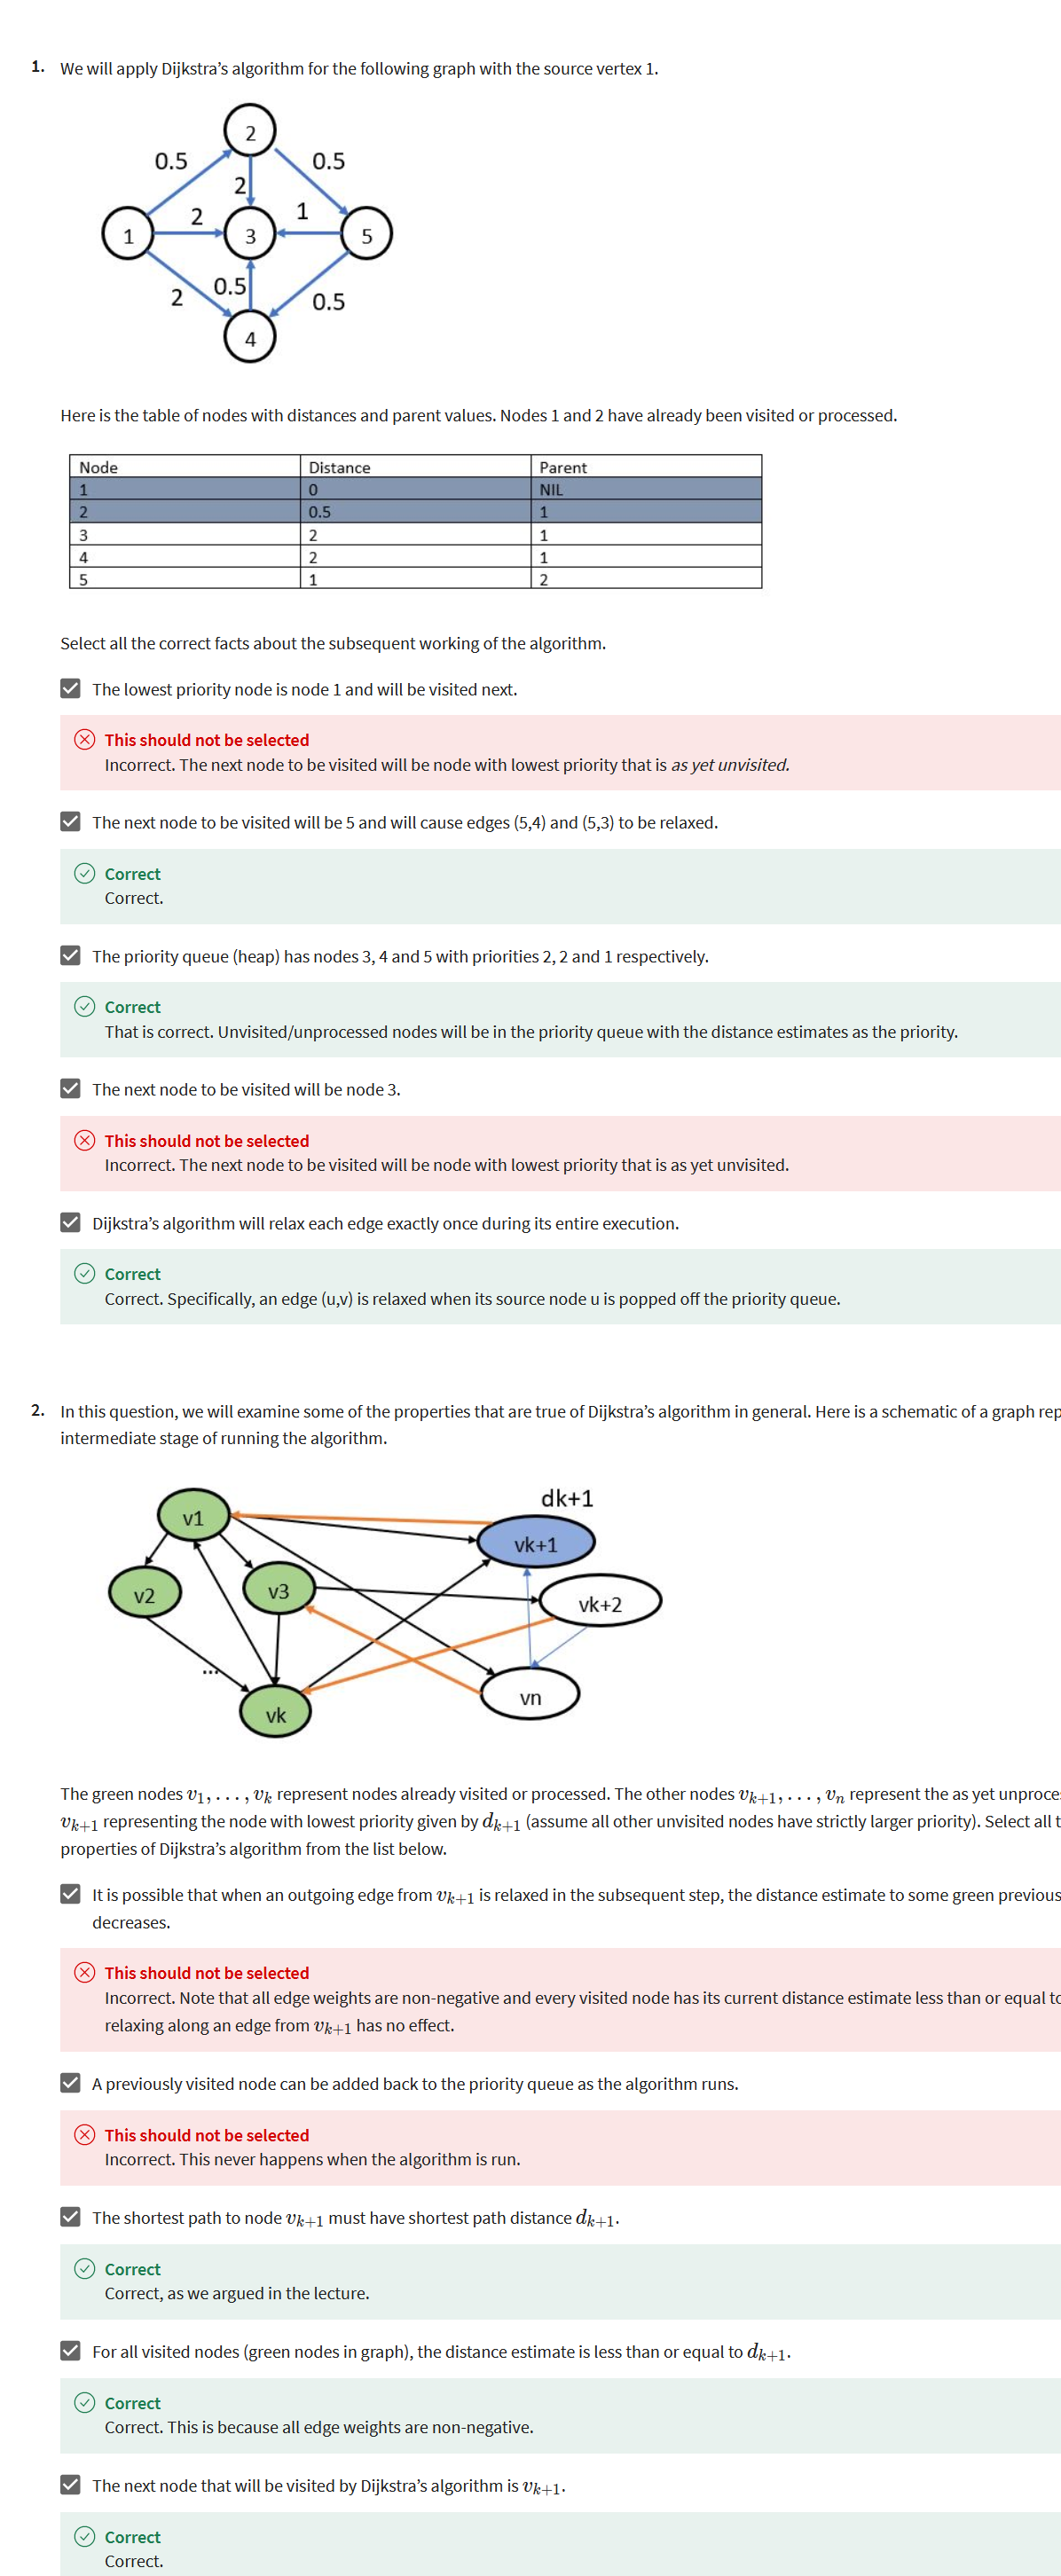 1. We will apply Dijkstra's algorithm for the following graph with the source vertex 1.
2
0.5
0.5
2
2
1
1
3
5
2
0.5
0.5
4
Here is the table of nodes with distances and parent values. Nodes 1 and 2 have already been visited or processed.
Node Distance Parent
1 0 NIL
2 0.5 1
3 2 1
4 2 1
5 1 2
Select all the correct facts about the subsequent working of the algorithm.
The lowest priority node is node 1 and will be visited next.
This should not be selected
Incorrect. The next node to be visited will be node with lowest priority that is as yet unvisited.
The next node to be visited will be 5 and will cause edges (5,4) and (5,3) to be relaxed.
Correct
Correct.
The priority queue (heap) has nodes 3, 4 and 5 with priorities 2, 2 and 1 respectively.
Correct
That is correct. Unvisited/unprocessed nodes will be in the priority queue with the distance estimates as the priority.
The next node to be visited will be node 3.
This should not be selected
Incorrect. The next node to be visited will be node with lowest priority that is as yet unvisited.
Dijkstra's algorithm will relax each edge exactly once during its entire execution.
Correct
Correct. Specifically, an edge (u,v) is relaxed when its source node u is popped off the priority queue.
2. In this question, we will examine some of the properties that are true of Dijkstra's algorithm in general. Here is a schematic of a graph rep
intermediate stage of running the algorithm.
dk+1
v1
vk+1
v2
v3
vk+2
...
vn
vk
The green nodes v1, . . . , vk represent nodes already visited or processed. The other nodes vk+1, . . . , vn represent the as yet unproce
vk+1 representing the node with lowest priority given by dk+1 (assume all other unvisited nodes have strictly larger priority). Select all t
properties of Dijkstra's algorithm from the list below.
It is possible that when an outgoing edge from vk+1 is relaxed in the subsequent step, the distance estimate to some green previous
decreases.
This should not be selected
Incorrect. Note that all edge weights are non-negative and every visited node has its current distance estimate less than or equal to
relaxing along an edge from vk+1 has no effect.
A previously visited node can be added back to the priority queue as the algorithm runs.
This should not be selected
Incorrect. This never happens when the algorithm is run.
The shortest path to node vk+1 must have shortest path distance dk+1.
Correct
Correct, as we argued in the lecture.
For all visited nodes (green nodes in graph), the distance estimate is less than or equal to dk+1.
Correct
Correct. This is because all edge weights are non-negative.
The next node that will be visited by Dijkstra's algorithm is vk+1.
Correct
Correct.